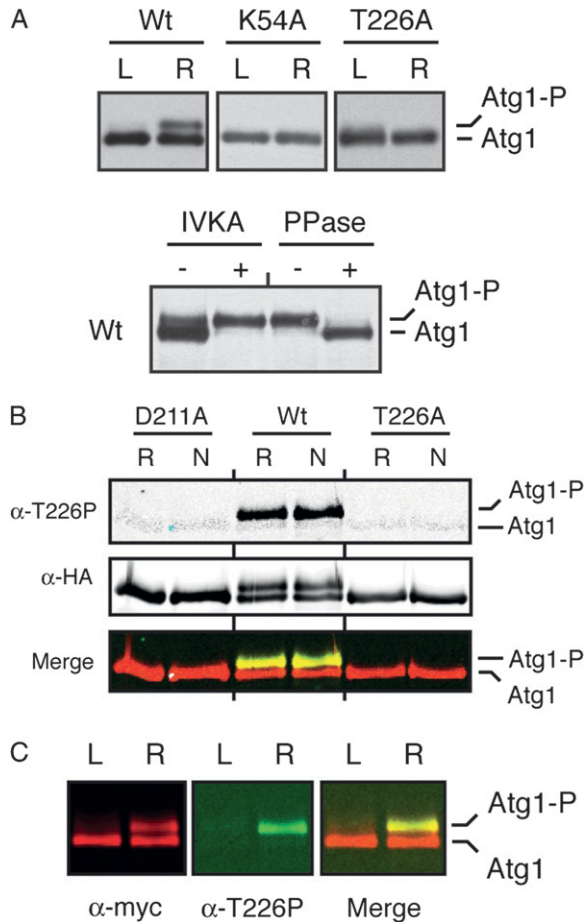 A
Wt K54A T226A
L R L R L R
Atg1-P
Atg1
IVKA PPase
- + - +
Atg1-P
Wt
Atg1
B
D211A Wt T226A
R N R N R N
α-T226P
Atg1-P
Atg1
α-HA
Merge
Atg1-P
Atg1
C
L R L R L R
Atg1-P
Atg1
α-myc α-T226P Merge